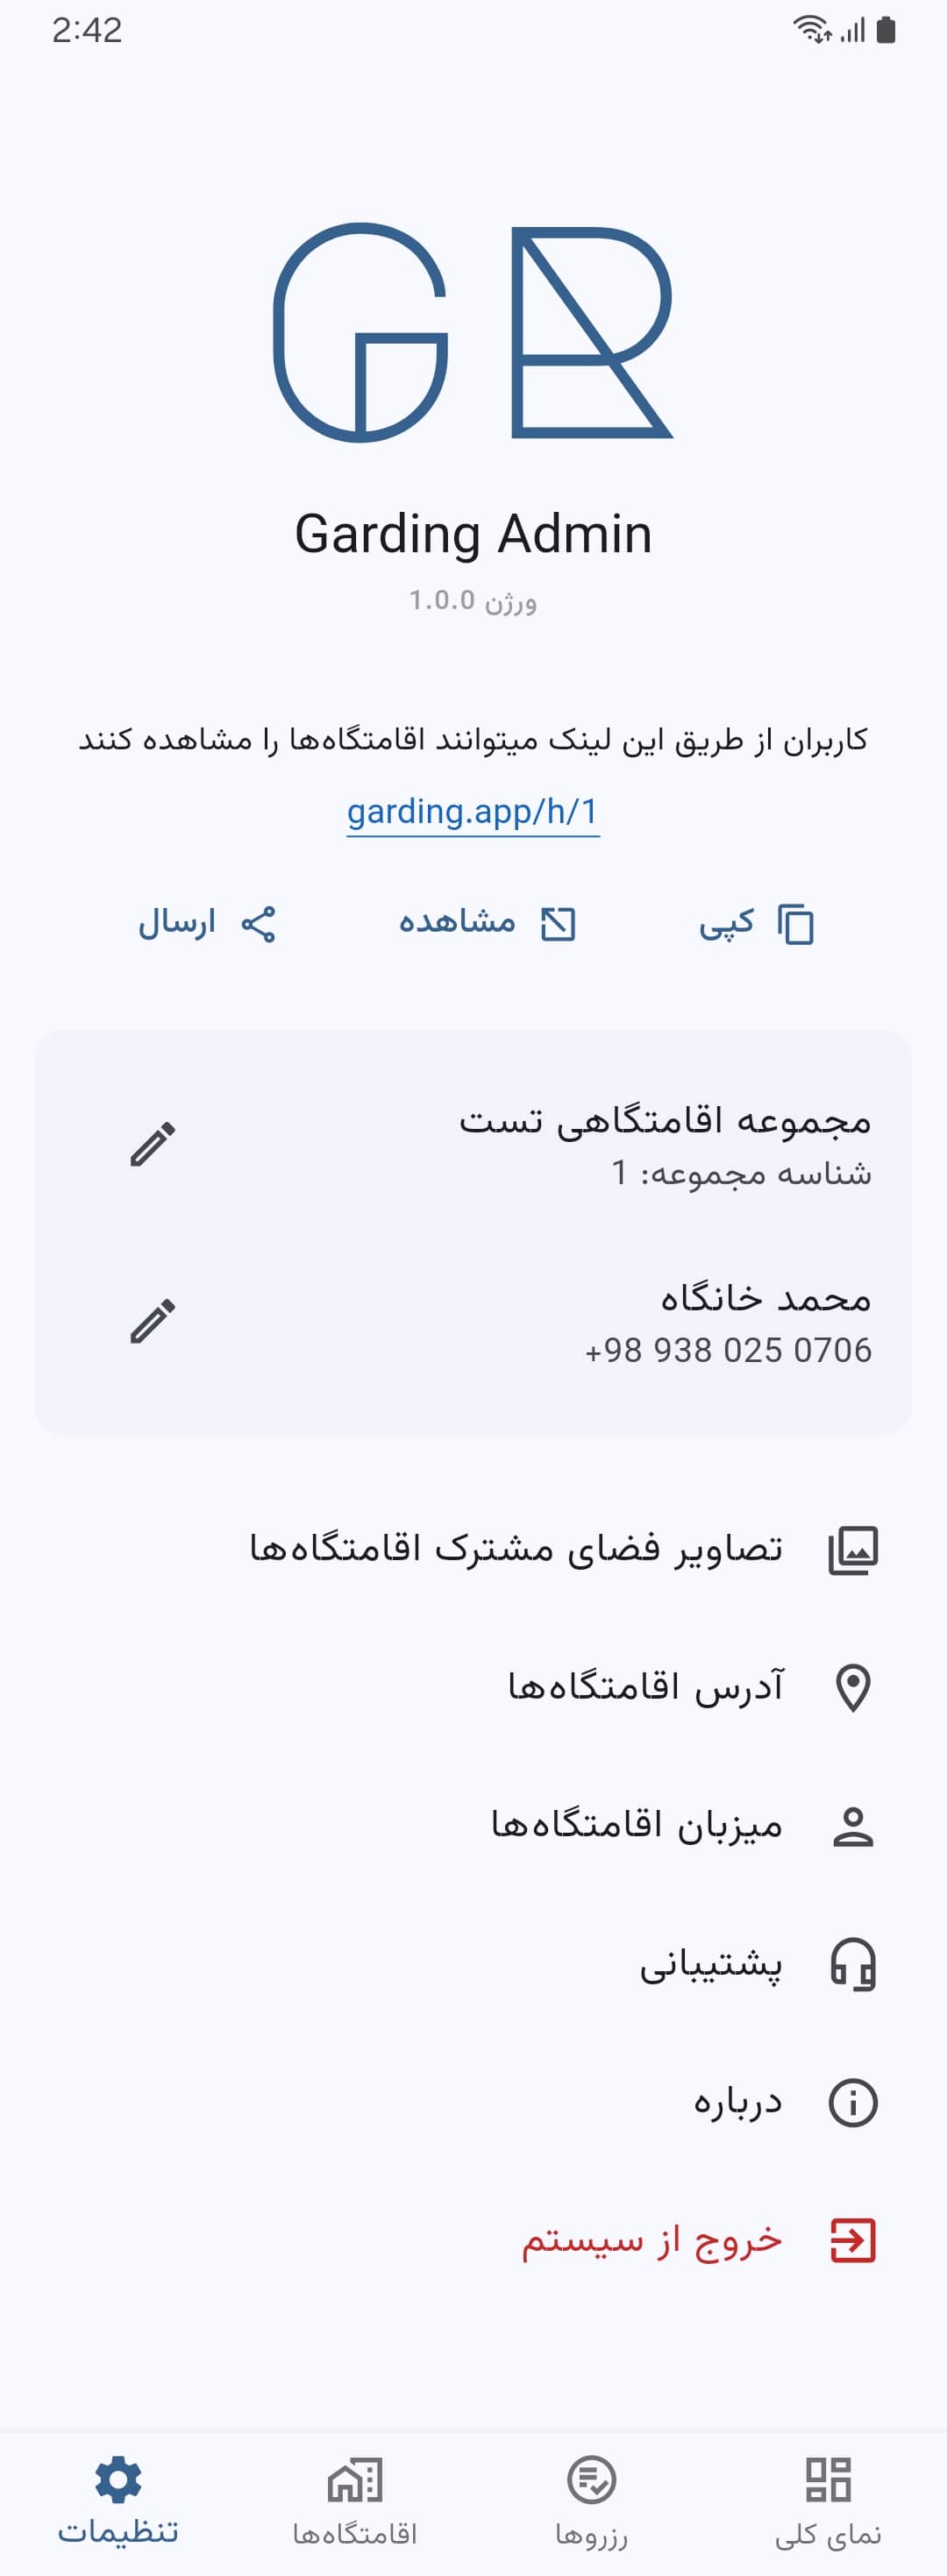 2:42
GR
Garding Admin
ورژن 1.0.0
کاربران از طریق این لینک میتوانند اقامتگاه‌ها را مشاهده کنند
garding.app/h/1
کپی
مشاهده
ارسال
مجموعه اقامتگاهی تست
شناسه مجموعه: 1
محمد خانگاه
+98 938 025 0706
تصاویر فضای مشترک اقامتگاه‌ها
آدرس اقامتگاه‌ها
میزبان اقامتگاه‌ها
پشتیبانی
درباره
خروج از سیستم
نمای کلی
رزروها
اقامتگاه‌ها
تنظیمات